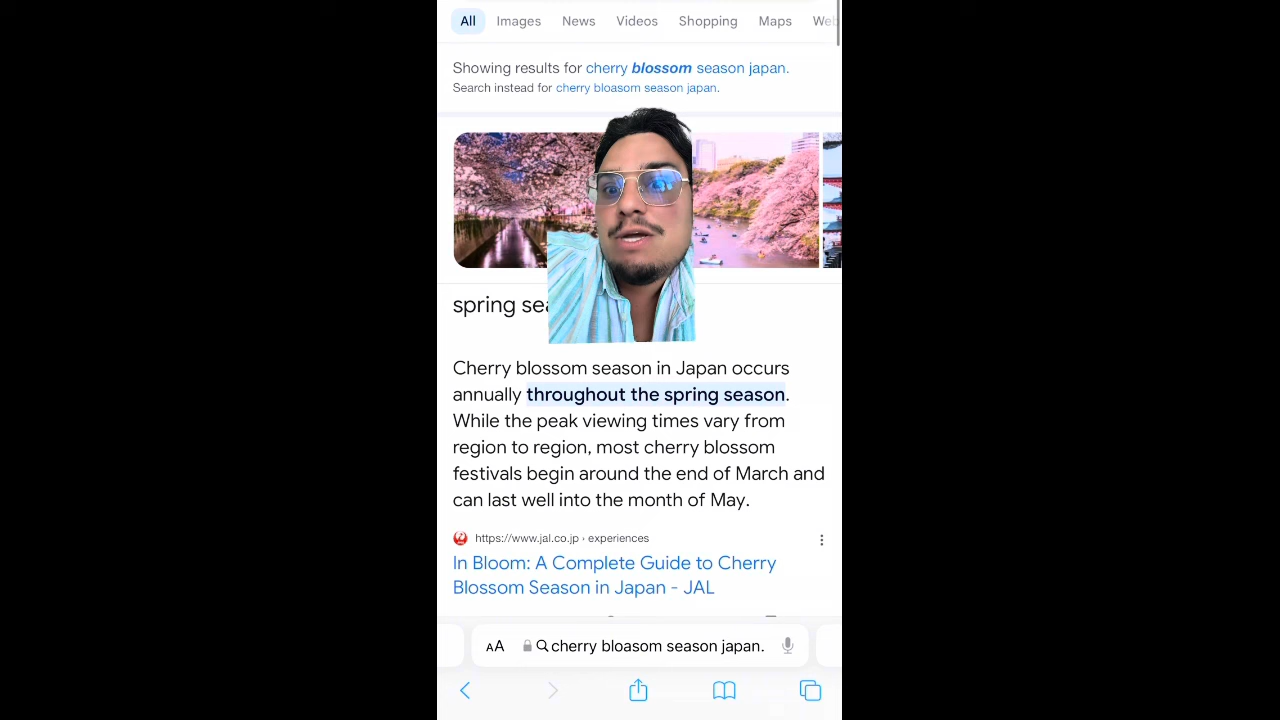 All Images News Videos Shopping Maps Web
Showing results for cherry blossom season japan.
Search instead for cherry bloasom season japan.
spring sea
Cherry blossom season in Japan occurs
annually throughout the spring season.
While the peak viewing times vary from
region to region, most cherry blossom
festivals begin around the end of March and
can last well into the month of May.
https://www.jal.co.jp › experiences
In Bloom: A Complete Guide to Cherry
Blossom Season in Japan - JAL
AA cherry bloasom season japan.